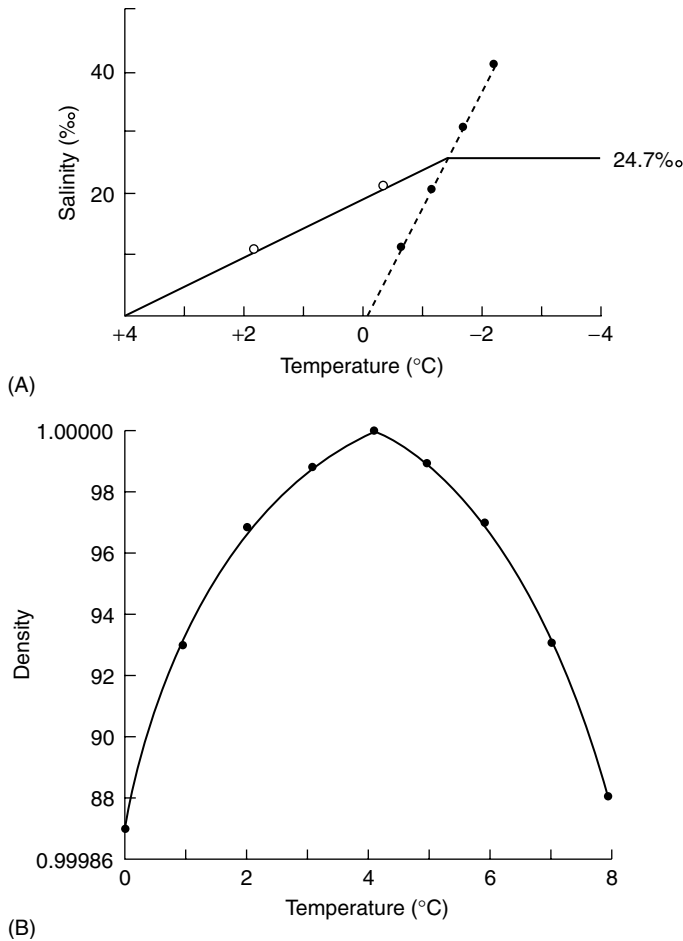 40
20
Salinity (‰)
24.7‰
+4 +2 0 −2 −4
Temperature (°C)
(A)
1.00000
98
96
94
92
90
88
0.99986
Density
0 2 4 6 8
Temperature (°C)
(B)